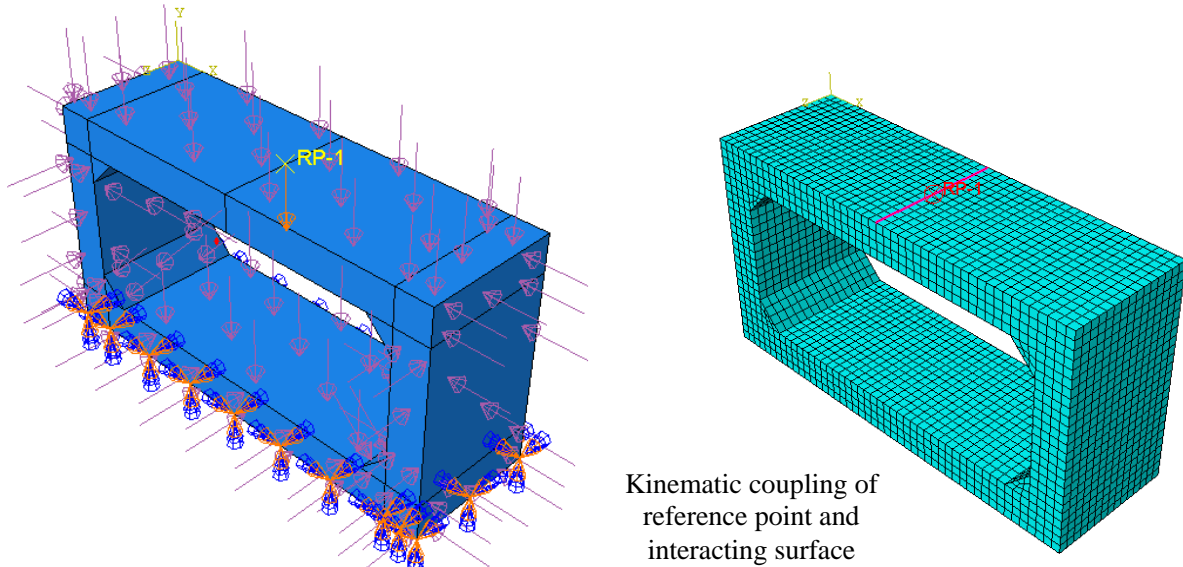 Y
Z
X
RP-1
Y
Z
X
RP-1
Kinematic coupling of
reference point and
interacting surface